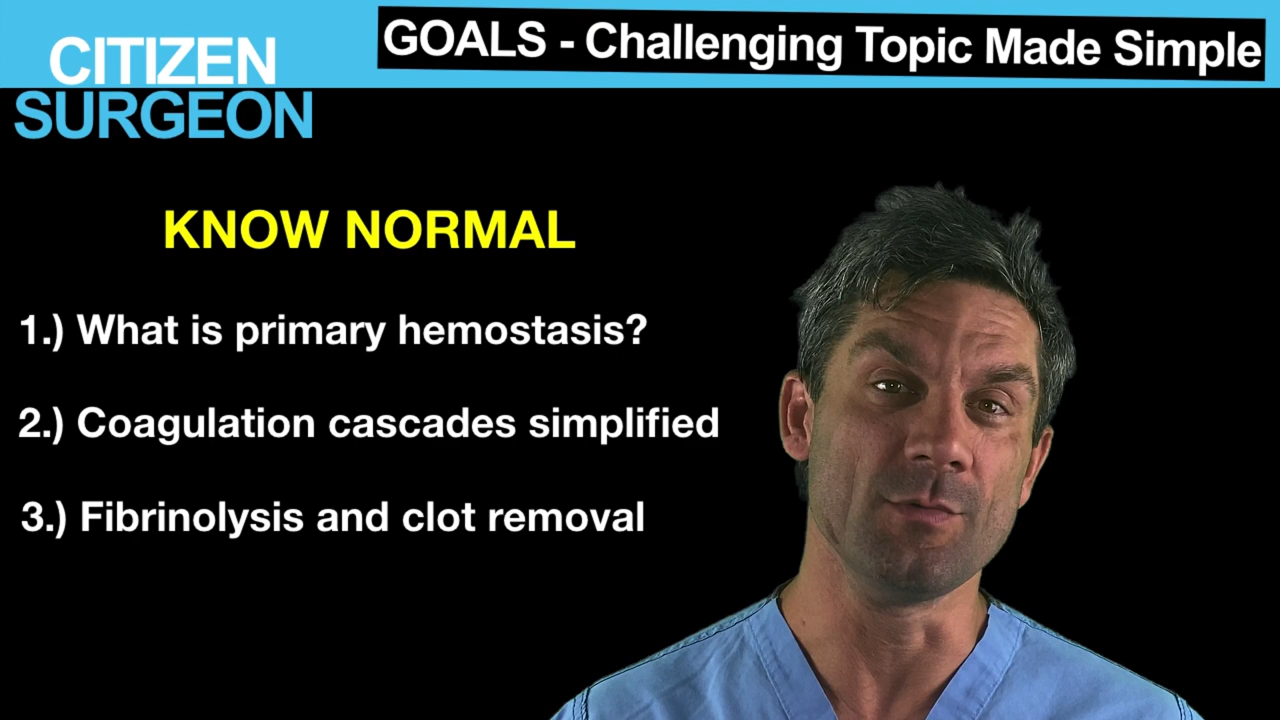 CITIZEN
SURGEON
GOALS - Challenging Topic Made Simple
KNOW NORMAL
1.) What is primary hemostasis?
2.) Coagulation cascades simplified
3.) Fibrinolysis and clot removal